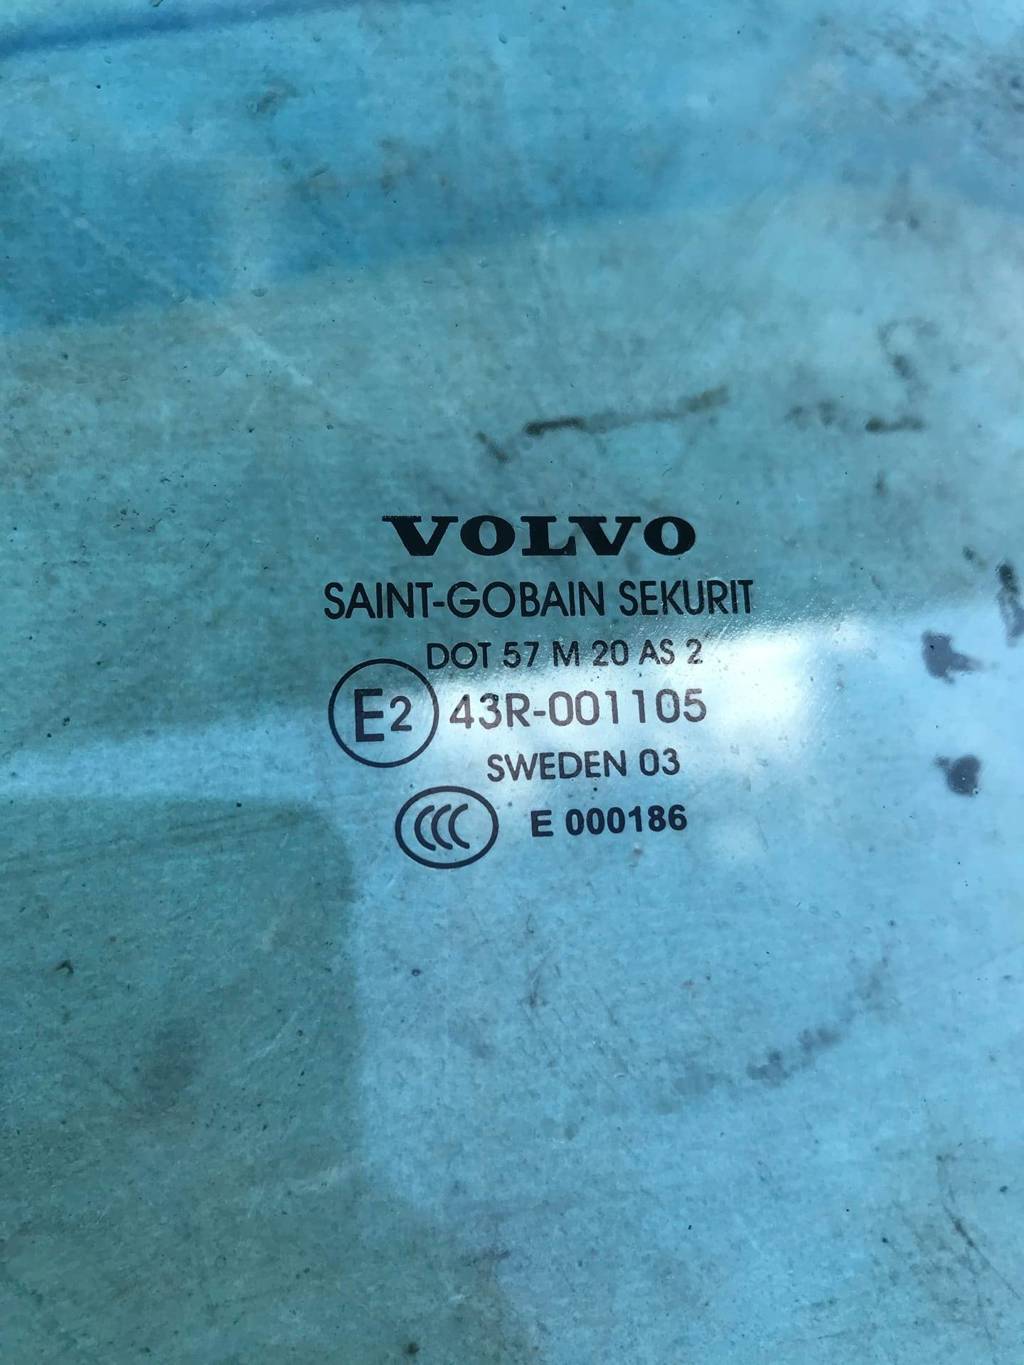 VOLVO
SAINT-GOBAIN SEKURIT
DOT 57 M 20 AS 2
E2 43R-001105
SWEDEN 03
CCC E 000186